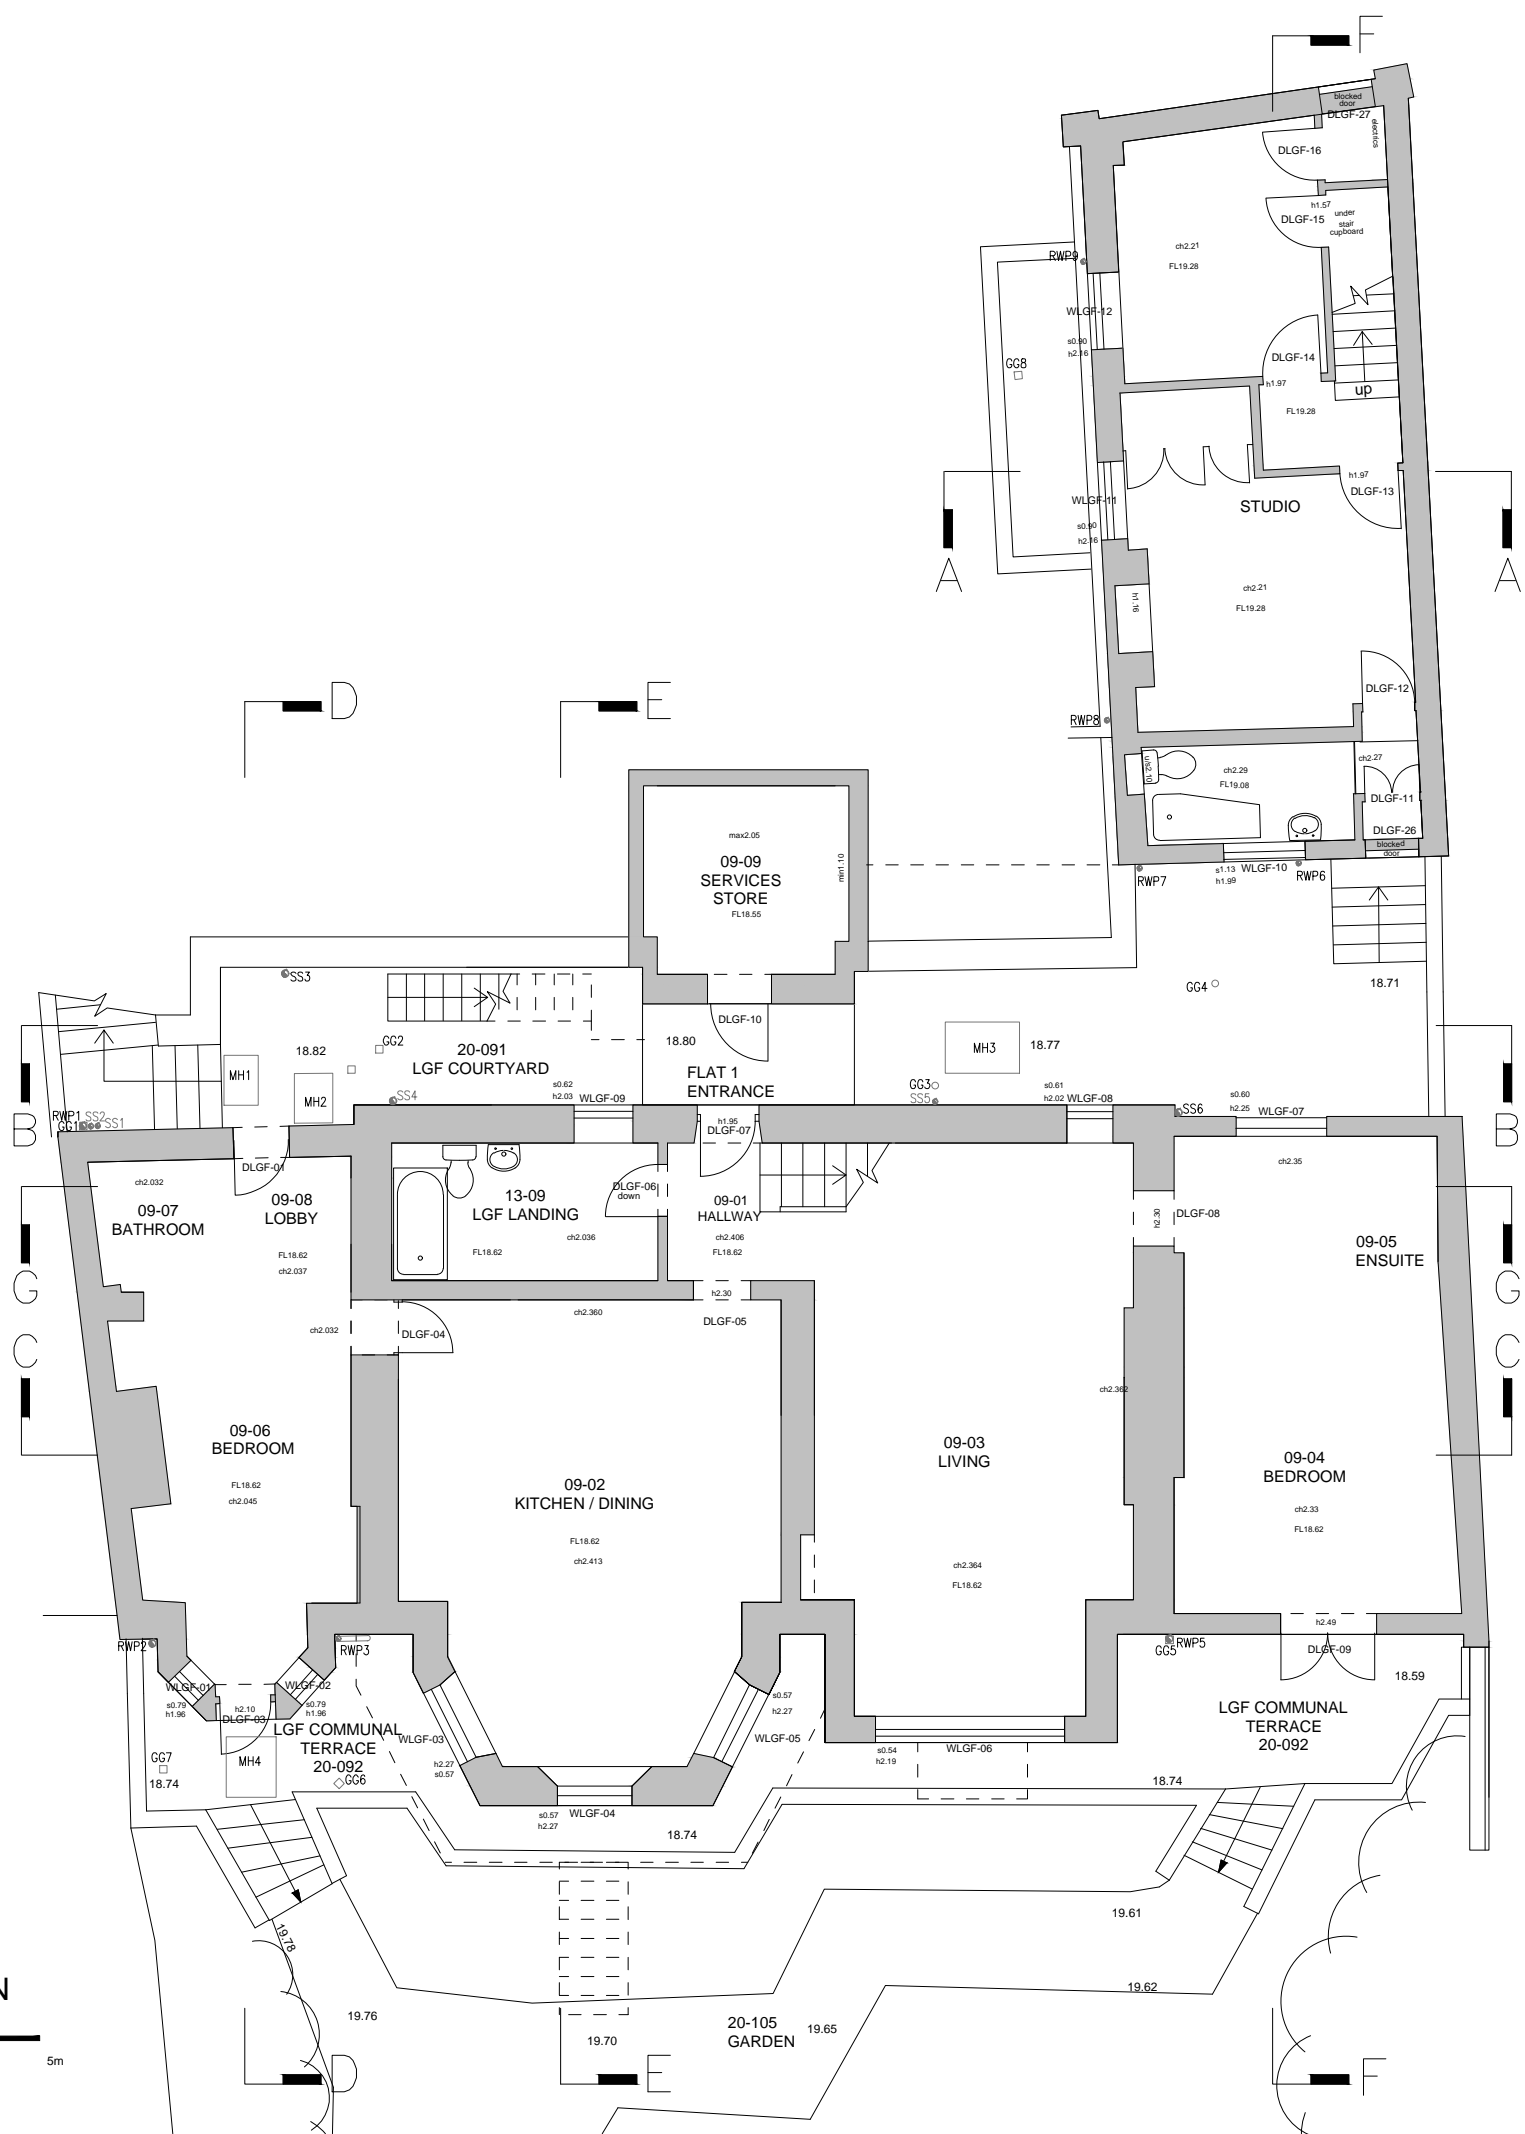 F
blocked
door
DLGF-27
electrics
DLGF-16
h1.57
DLGF-15
under
stair
cupboard
ch2.21
FL19.28
RWP9
WLGF-12
s0.90
h2.16
GG8
DLGF-14
h1.97
up
FL19.28
h1.97
DLGF-13
WLGF-11
STUDIO
s0.90
h2.16
A
A
h1.16
ch2.21
FL19.28
D
E
DLGF-12
RWP8
u/s2.10
ch2.29
FL19.08
ch2.27
DLGF-11
DLGF-26
blocked
door
max2.05
09-09
SERVICES
STORE
FL18.55
min1.10
RWP7
s1.13
h1.99
WLGF-10
RWP6
SS3
GG4
18.71
DLGF-10
GG2
18.82
20-091
LGF COURTYARD
18.80
MH3
18.77
MH1
MH2
FLAT 1
ENTRANCE
GG3
SS5
SS4
s0.62
h2.03
WLGF-09
s0.61
h2.02
WLGF-08
SS6
s0.60
h2.25
WLGF-07
RWP1
GG1
SS2
SS1
B
B
h1.95
DLGF-07
DLGF-01
ch2.032
09-07
BATHROOM
09-08
LOBBY
13-09
LGF LANDING
DLGF-06
down
09-01
HALLWAY
ch2.35
h2.30
DLGF-08
FL18.62
ch2.037
FL18.62
ch2.036
ch2.406
FL18.62
09-05
ENSUITE
G
G
h2.30
DLGF-05
ch2.360
ch2.032
DLGF-04
C
C
ch2.362
09-06
BEDROOM
09-03
LIVING
09-04
BEDROOM
FL18.62
ch2.045
09-02
KITCHEN / DINING
ch2.33
FL18.62
FL18.62
ch2.413
ch2.364
FL18.62
h2.49
RWP2
RWP3
GG5
RWP5
DLGF-09
18.59
WLGF-01
WLGF-02
s0.79
h1.96
h2.10
DLGF-03
s0.79
h1.96
s0.57
h2.27
LGF COMMUNAL
TERRACE
20-092
WLGF-03
WLGF-05
LGF COMMUNAL
TERRACE
20-092
s0.54
h2.19
WLGF-06
GG7
18.74
MH4
GG6
h2.27
s0.57
18.74
s0.57
h2.27
WLGF-04
18.74
19.78
19.61
19.62
N
19.76
20-105
GARDEN
19.65
19.70
5m
D
E
F